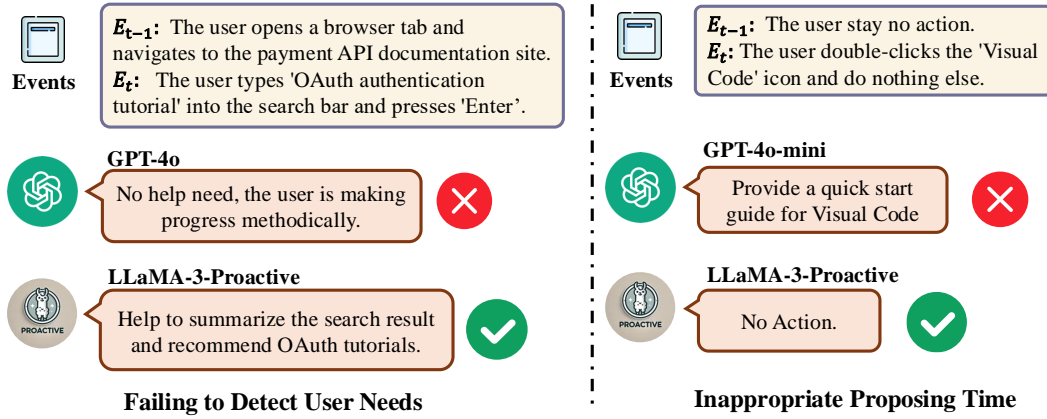 Events
E_{t-1}: The user opens a browser tab and
navigates to the payment API documentation site.
E_t: The user types 'OAuth authentication
tutorial' into the search bar and presses 'Enter’.
GPT-4o
No help need, the user is making
progress methodically.
LLaMA-3-Proactive
PROACTIVE
Help to summarize the search result
and recommend OAuth tutorials.
Failing to Detect User Needs
Events
E_{t-1}: The user stay no action.
E_t: The user double-clicks the 'Visual
Code' icon and do nothing else.
GPT-4o-mini
Provide a quick start
guide for Visual Code
LLaMA-3-Proactive
PROACTIVE
No Action.
Inappropriate Proposing Time